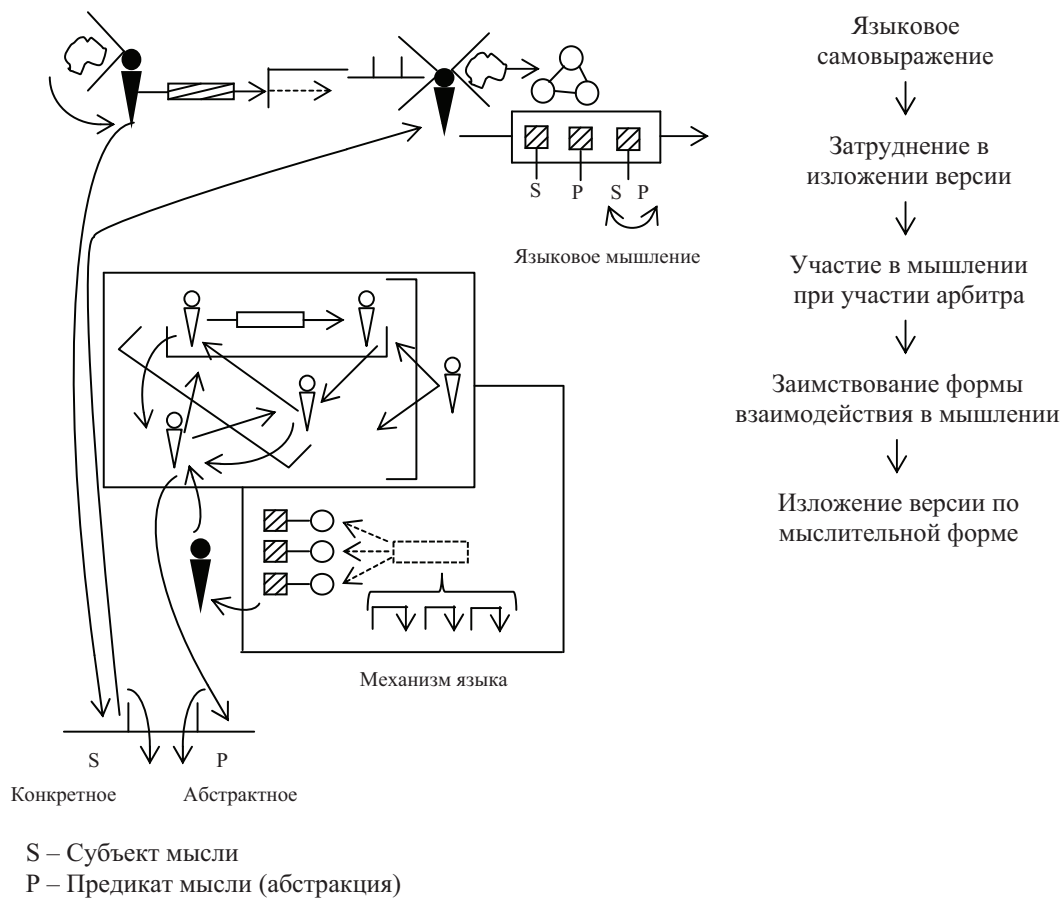 Языковое
самовыражение
Затруднение в
изложении версии
S P S P
Языковое мышление
Участие в мышлении
при участии арбитра
Заимствование формы
взаимодействия в мышлении
Изложение версии по
мыслительной форме
Механизм языка
S P
Конкретное Абстрактное
S – Субъект мысли
P – Предикат мысли (абстракция)